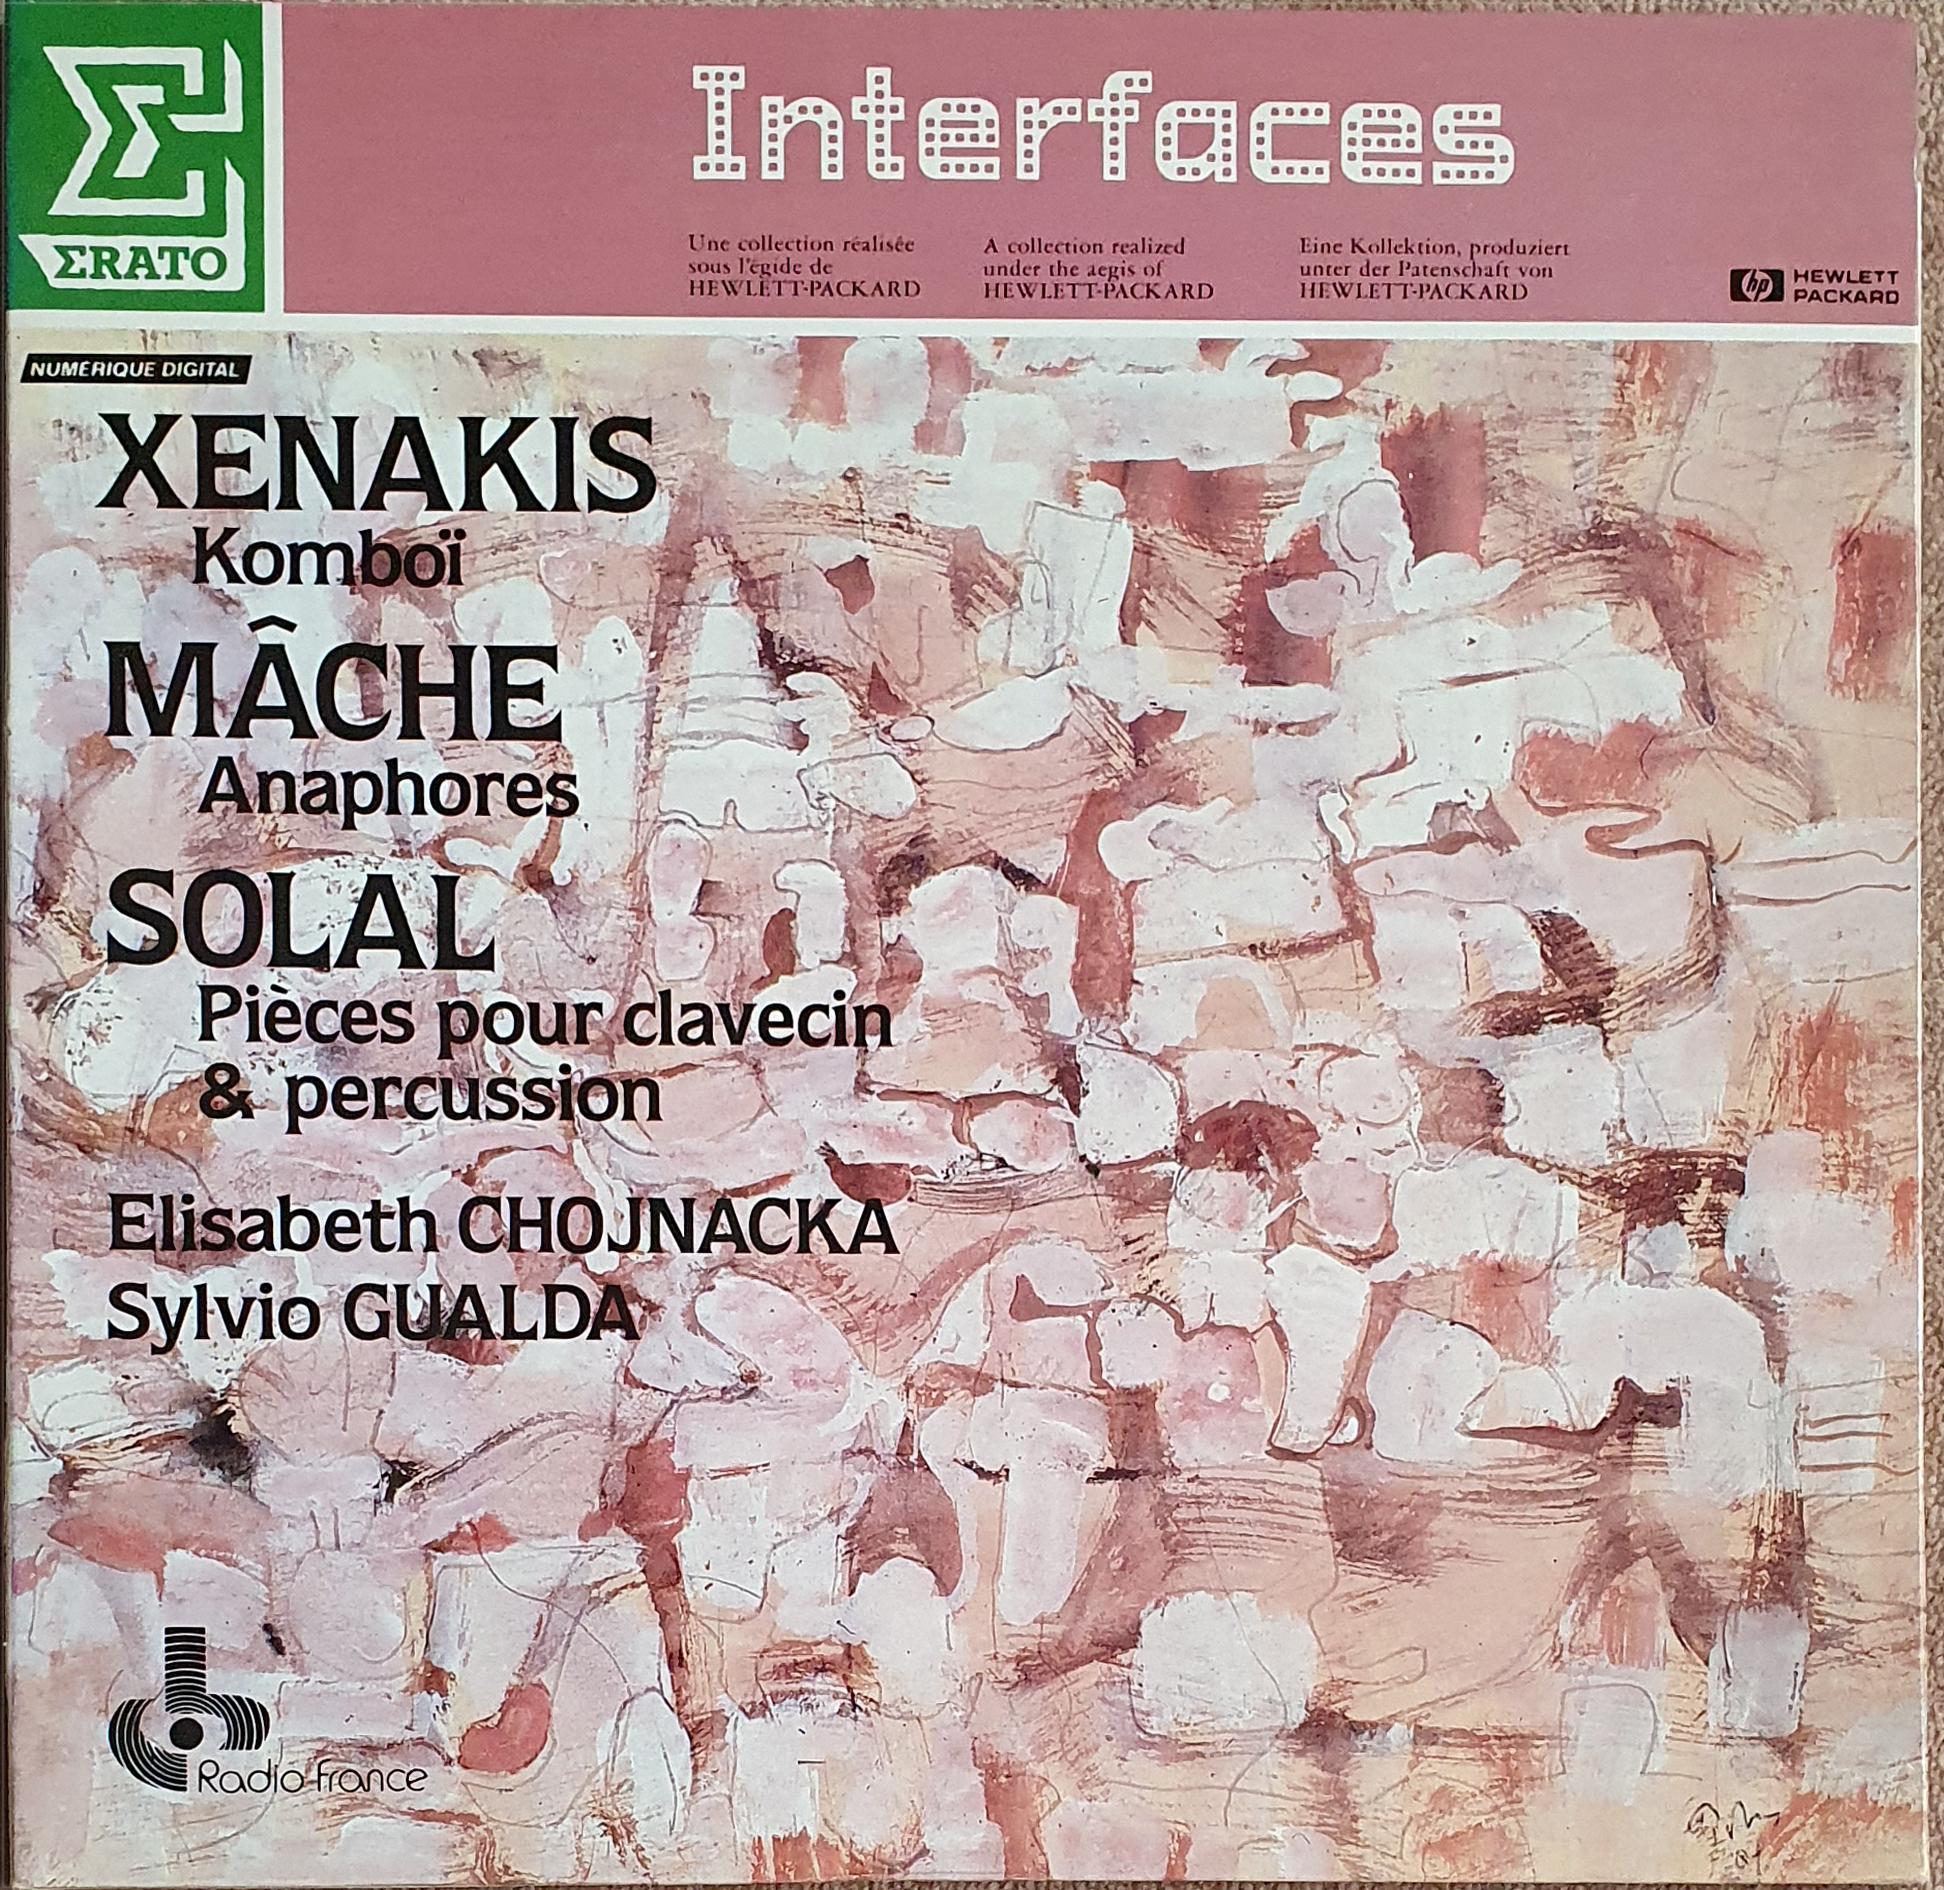 Interfaces
ΣRATO
Une collection réalisée
sous l'égide de
HEWLETT-PACKARD
A collection realized
under the aegis of
HEWLETT-PACKARD
Eine Kollektion, produziert
unter der Patenschaft von
HEWLETT-PACKARD
hp HEWLETT
PACKARD
NUMÉRIQUE DIGITAL
XENAKIS
Komboï
MÂCHE
Anaphores
SOLAL
Pièces pour clavecin
& percussion
Elisabeth CHOJNACKA
Sylvio GUALDA
Radio France